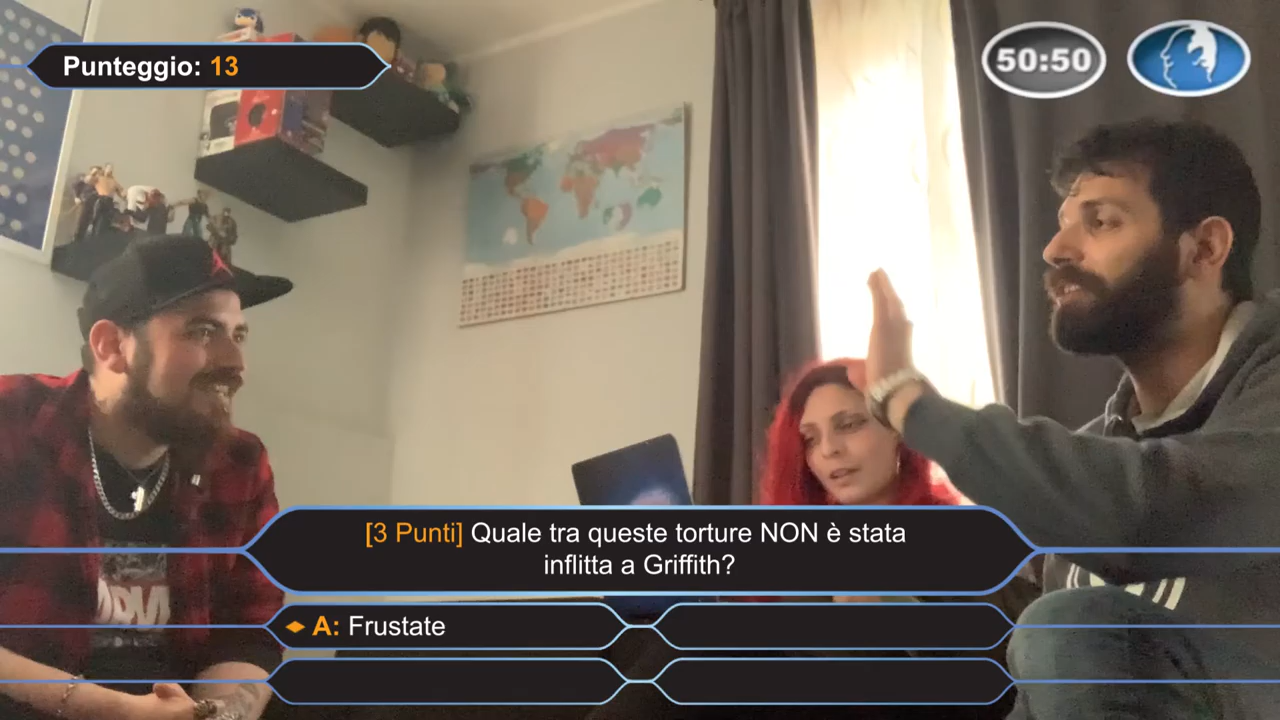 Punteggio: 13
50:50
[3 Punti] Quale tra queste torture NON è stata
inflitta a Griffith?
A: Frustate